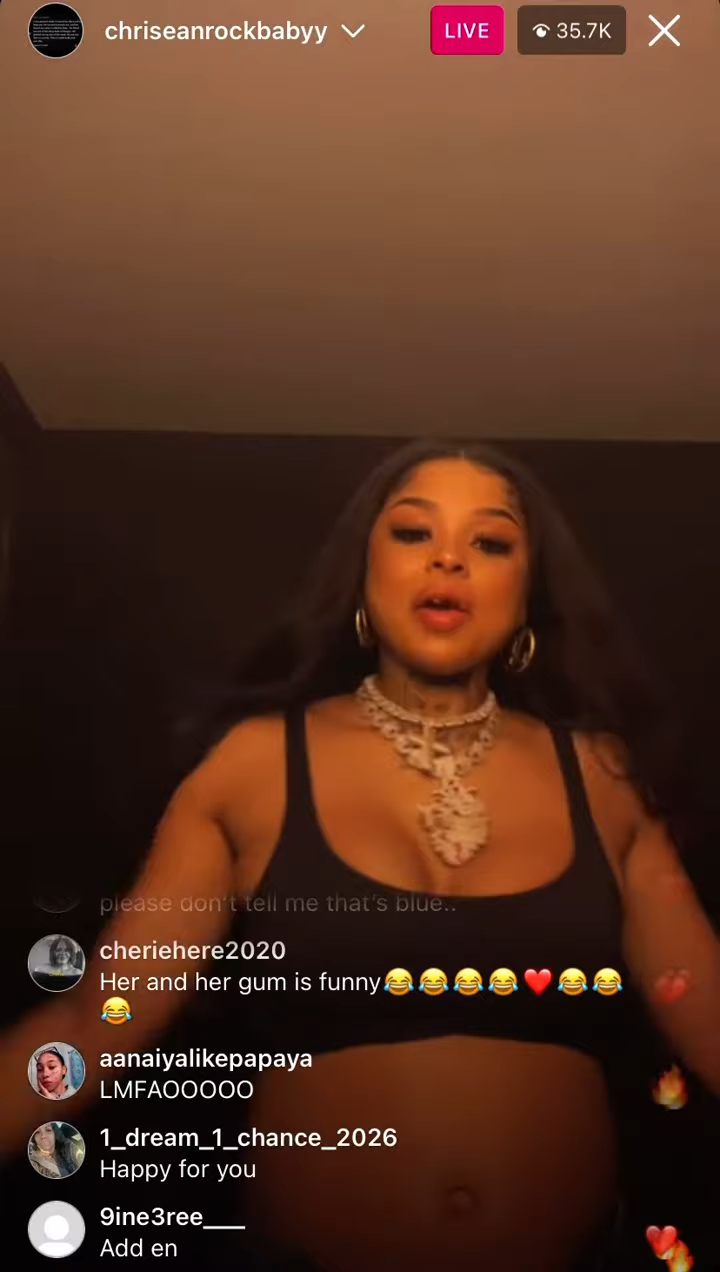 chriseanrockbabyy
LIVE
35.7K
please don't tell me that's blue..
cheriehere2020
Her and her gum is funny😂😂😂😂❤️😂😂
😂
aanaiyalikepapaya
LMFAOOOOO
1_dream_1_chance_2026
Happy for you
9ine3ree___
Add en